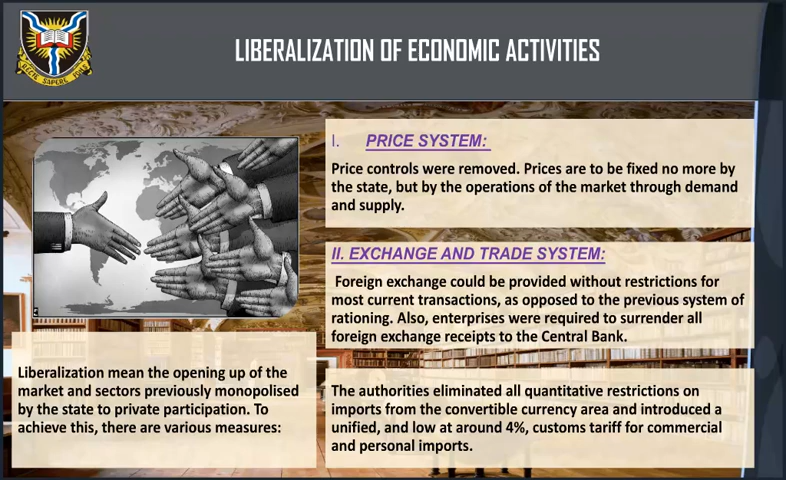 LIBERALIZATION OF ECONOMIC ACTIVITIES
RECTE SAPERE FONS
Liberalization mean the opening up of the
market and sectors previously monopolised
by the state to private participation. To
achieve this, there are various measures:
I. PRICE SYSTEM:
Price controls were removed. Prices are to be fixed no more by
the state, but by the operations of the market through demand
and supply.
II. EXCHANGE AND TRADE SYSTEM:
Foreign exchange could be provided without restrictions for
most current transactions, as opposed to the previous system of
rationing. Also, enterprises were required to surrender all
foreign exchange receipts to the Central Bank.
The authorities eliminated all quantitative restrictions on
imports from the convertible currency area and introduced a
unified, and low at around 4%, customs tariff for commercial
and personal imports.